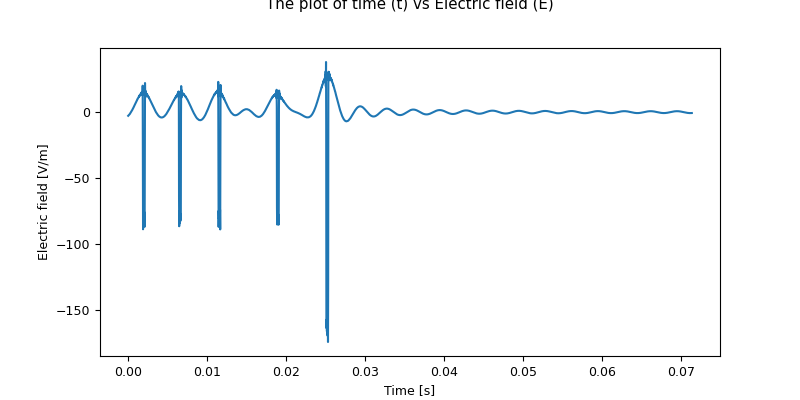 The plot of time (t) vs Electric field (E)
0
−50
−100
−150
Electric field [V/m]
0.00 0.01 0.02 0.03 0.04 0.05 0.06 0.07
Time [s]